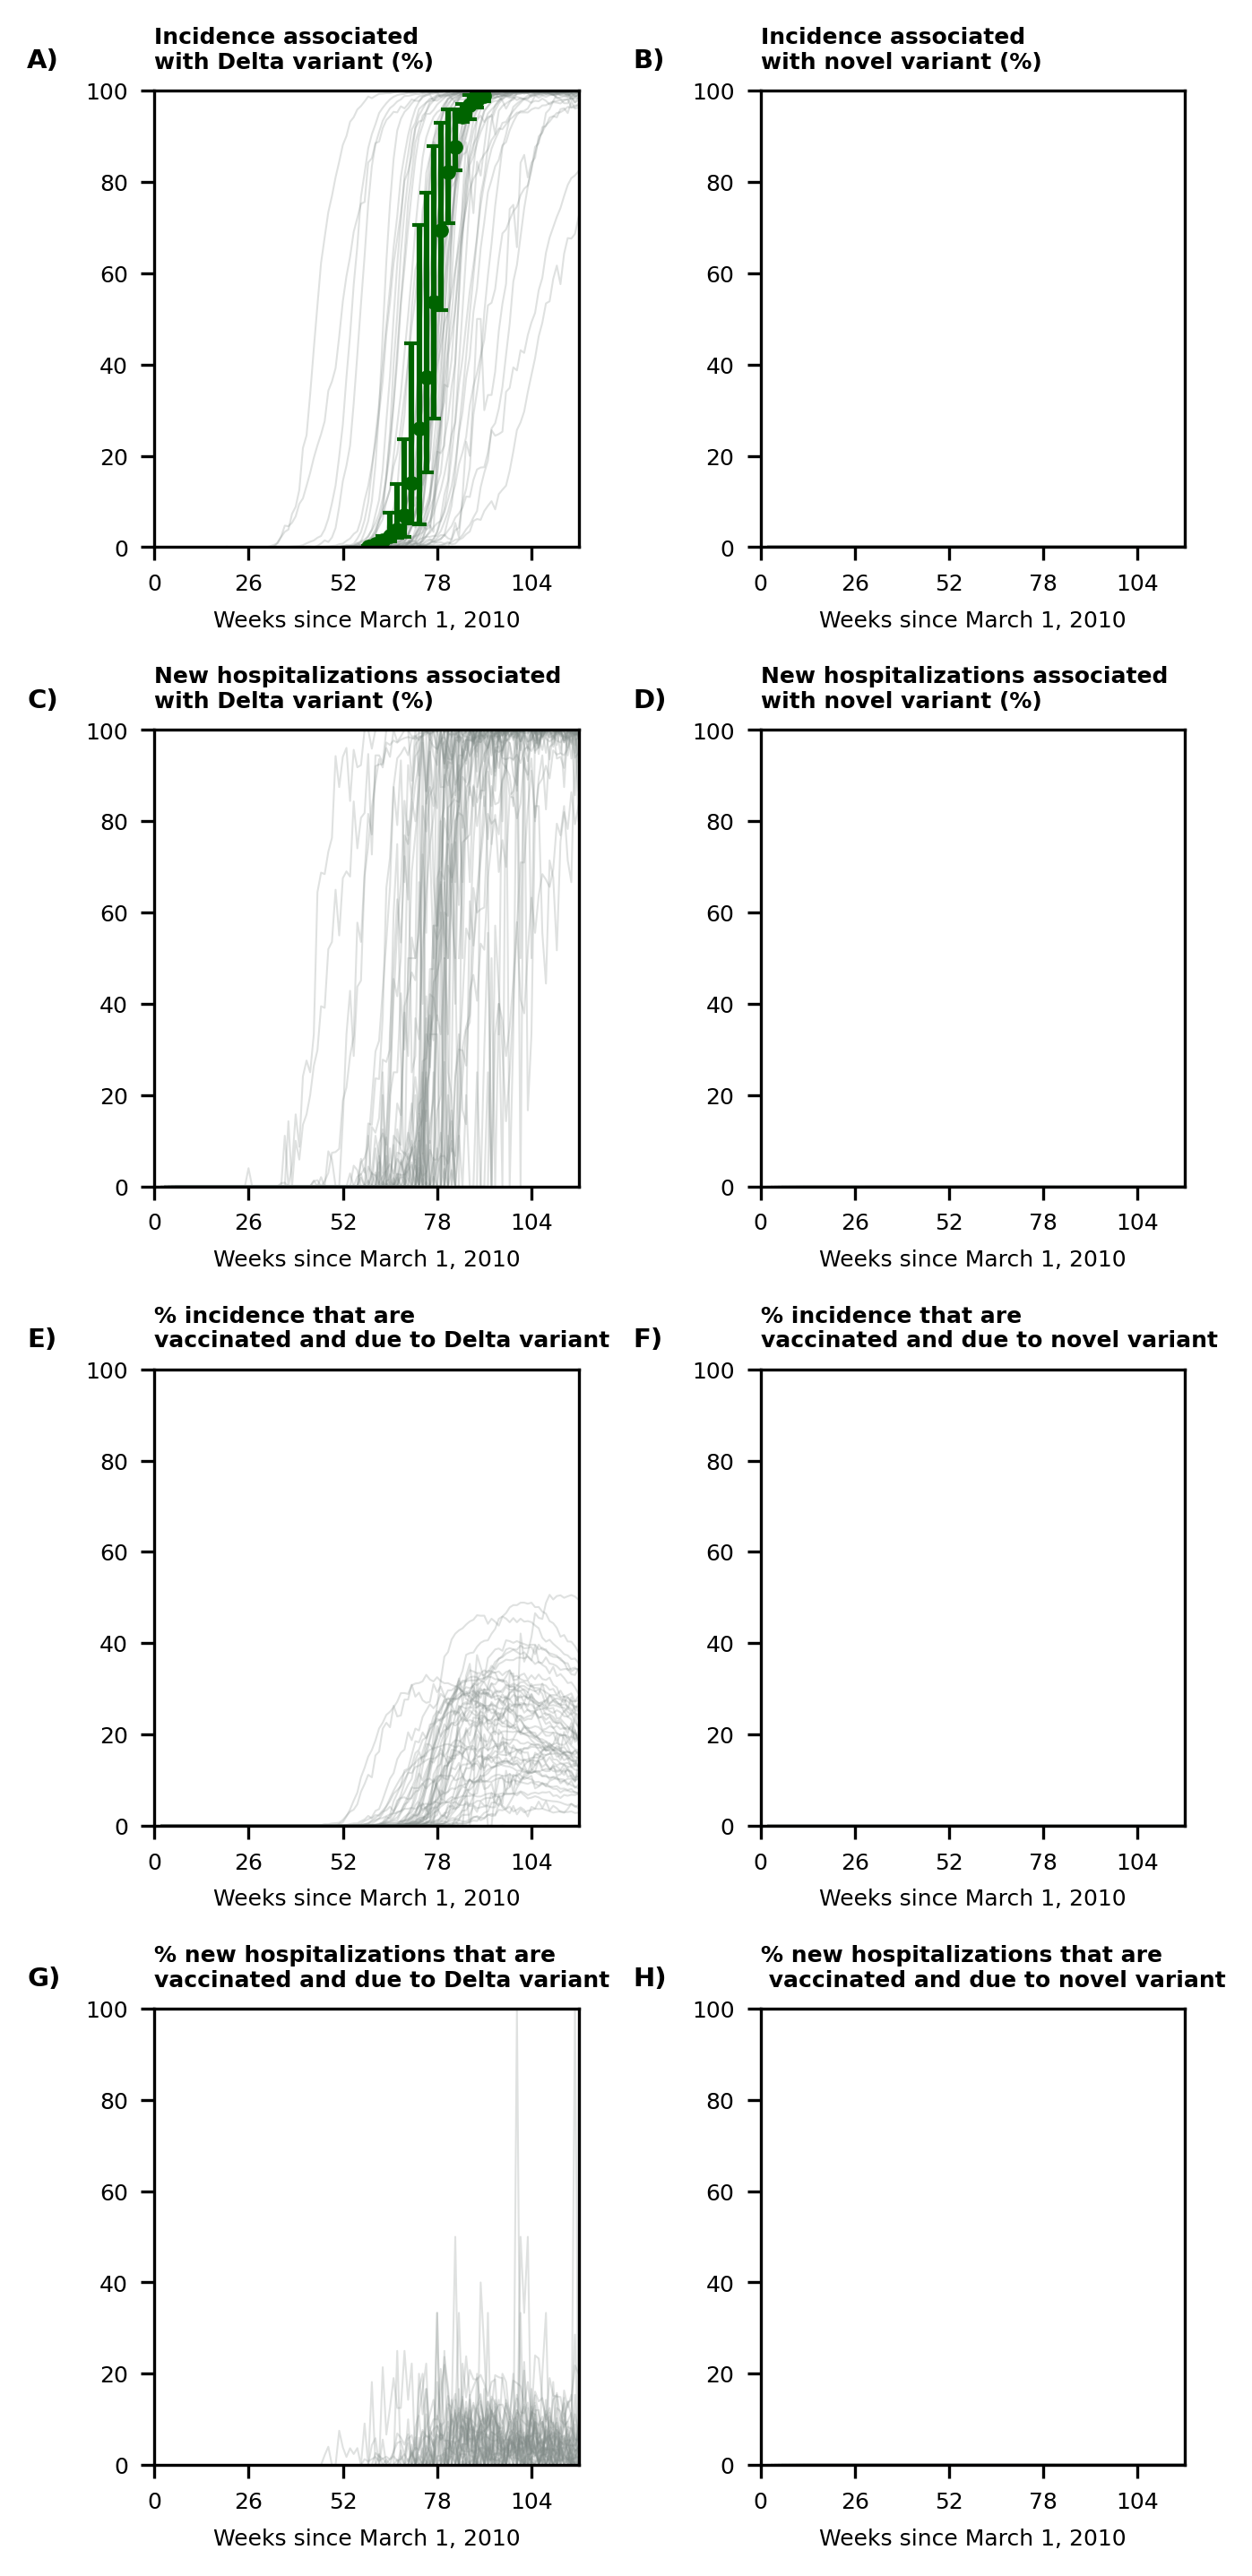 A)
Incidence associated
with Delta variant (%)
100
80
60
40
20
0
0 26 52 78 104
Weeks since March 1, 2010
B)
Incidence associated
with novel variant (%)
100
80
60
40
20
0
0 26 52 78 104
Weeks since March 1, 2010
C)
New hospitalizations associated
with Delta variant (%)
100
80
60
40
20
0
0 26 52 78 104
Weeks since March 1, 2010
D)
New hospitalizations associated
with novel variant (%)
100
80
60
40
20
0
0 26 52 78 104
Weeks since March 1, 2010
E)
% incidence that are
vaccinated and due to Delta variant
100
80
60
40
20
0
0 26 52 78 104
Weeks since March 1, 2010
F)
% incidence that are
vaccinated and due to novel variant
100
80
60
40
20
0
0 26 52 78 104
Weeks since March 1, 2010
G)
% new hospitalizations that are
vaccinated and due to Delta variant
100
80
60
40
20
0
0 26 52 78 104
Weeks since March 1, 2010
H)
% new hospitalizations that are
vaccinated and due to novel variant
100
80
60
40
20
0
0 26 52 78 104
Weeks since March 1, 2010